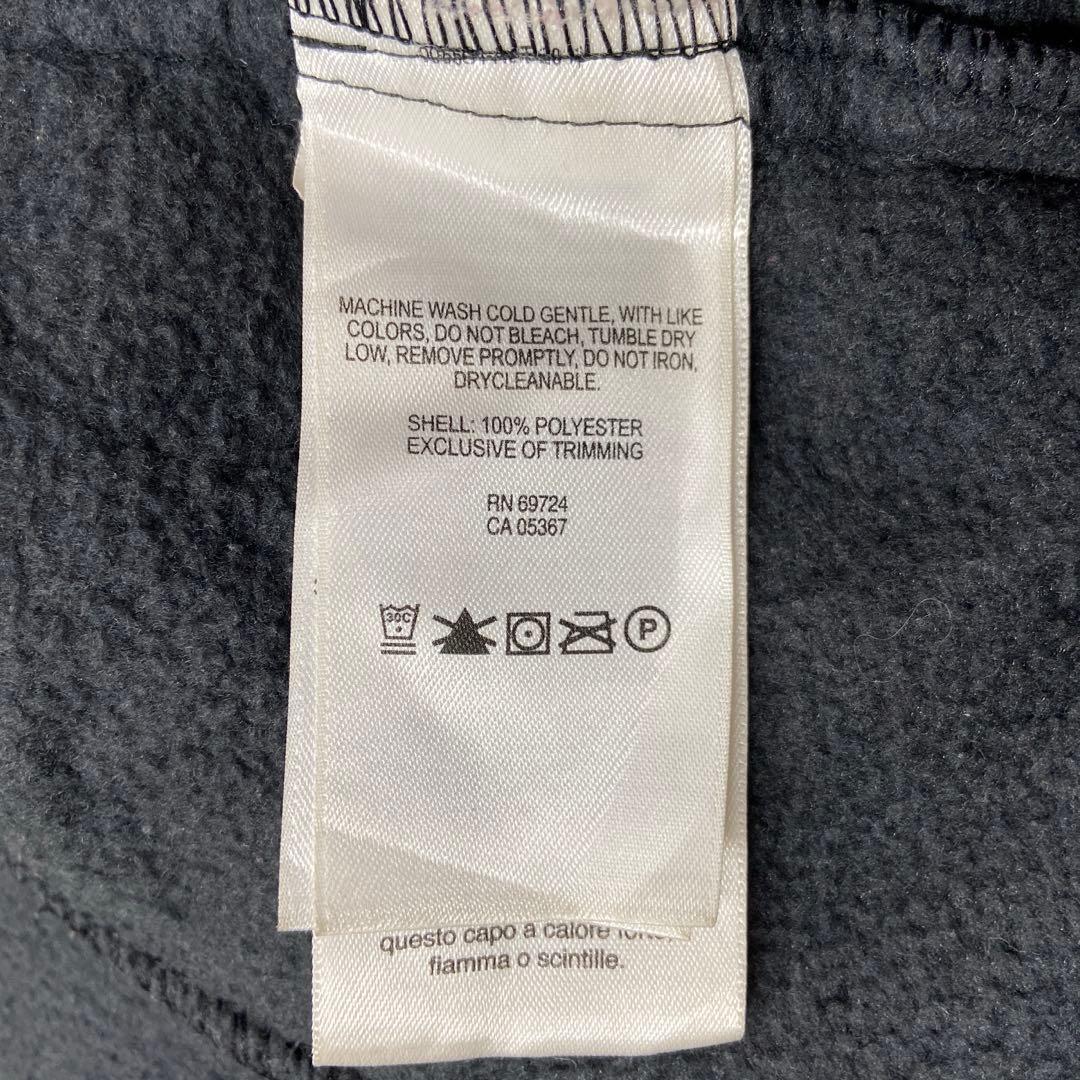 MACHINE WASH COLD GENTLE, WITH LIKE
COLORS, DO NOT BLEACH, TUMBLE DRY
LOW, REMOVE PROMPTLY, DO NOT IRON,
DRYCLEANABLE.
SHELL: 100% POLYESTER
EXCLUSIVE OF TRIMMING
RN 69724
CA 05367
30C
P
questo capo a calore
fiamma o scintille.